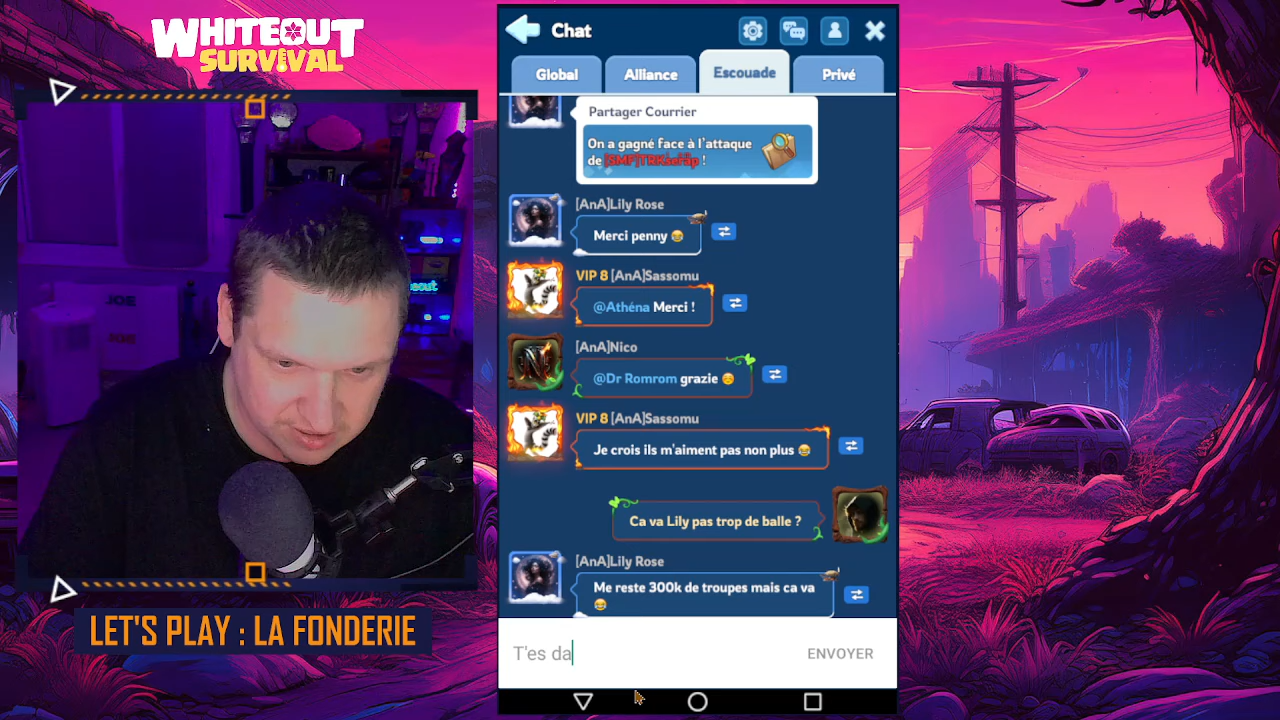 WHITEOUT
SURVIVAL
JOE
JOE
LET'S PLAY : LA FONDERIE
Chat
Global
Alliance
Escouade
Privé
Partager Courrier
On a gagné face à l'attaque
de !
[AnA]Lily Rose
Merci penny 😂
VIP 8 [AnA]Sassomu
@Athéna Merci !
[AnA]Nico
@Dr Romrom grazie ☺️
VIP 8 [AnA]Sassomu
Je crois ils m'aiment pas non plus 😂
Ca va Lily pas trop de balle ?
[AnA]Lily Rose
Me reste 300k de troupes mais ca va
😂
T'es da
ENVOYER